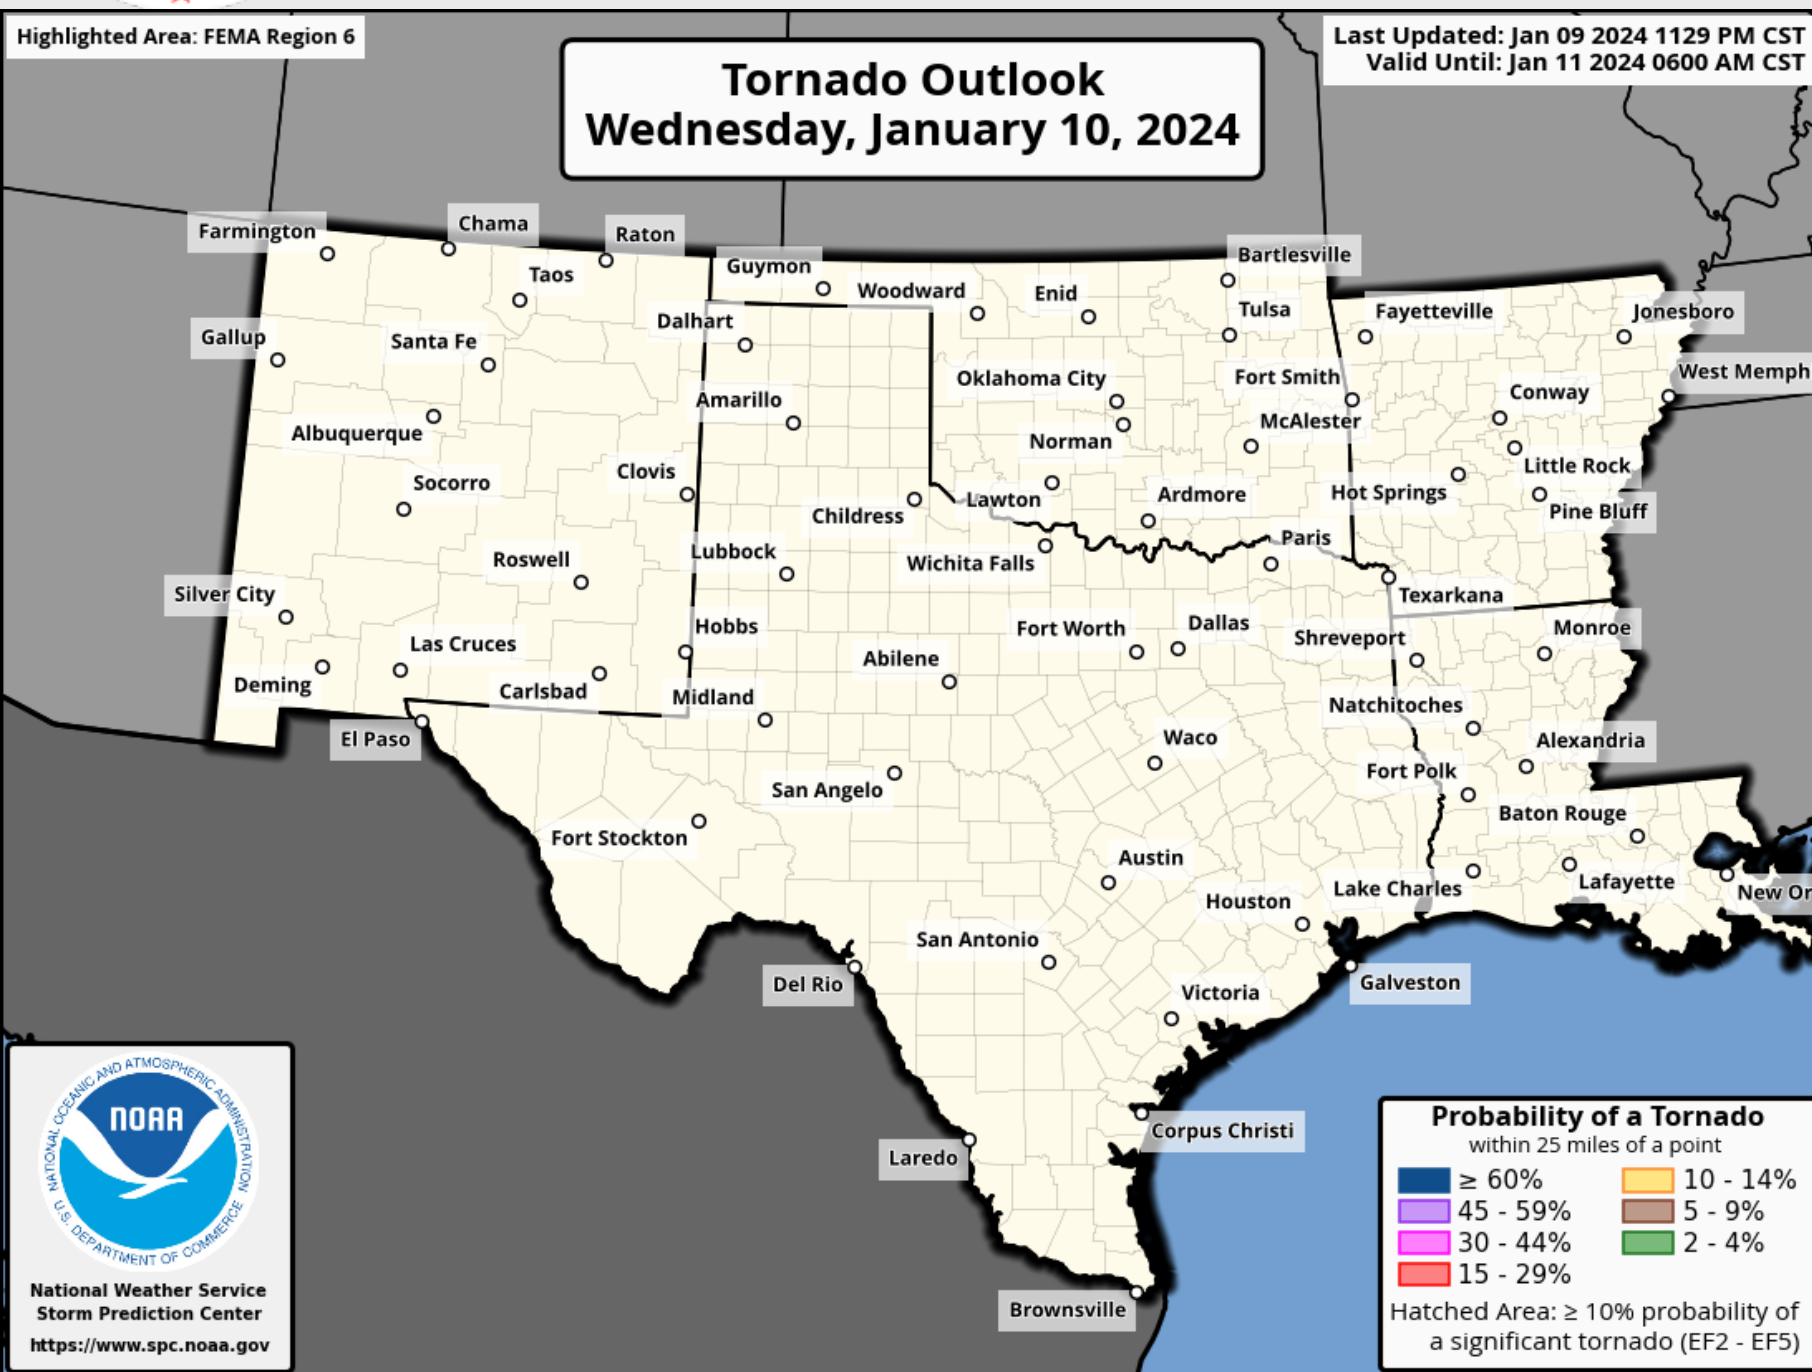 Highlighted Area: FEMA Region 6
Last Updated: Jan 09 2024 1129 PM CST
Valid Until: Jan 11 2024 0600 AM CST
Tornado Outlook
Wednesday, January 10, 2024
Farmington
Chama
Raton
Taos
Guymon
Woodward
Enid
Bartlesville
Tulsa
Fayetteville
Jonesboro
Gallup
Santa Fe
Dalhart
Oklahoma City
Fort Smith
Conway
West Memph
Amarillo
Albuquerque
Norman
McAlester
Little Rock
Socorro
Clovis
Childress
Lawton
Ardmore
Hot Springs
Pine Bluff
Roswell
Lubbock
Wichita Falls
Paris
Silver City
Texarkana
Las Cruces
Hobbs
Fort Worth
Dallas
Shreveport
Monroe
Abilene
Deming
Carlsbad
Midland
Natchitoches
El Paso
Waco
Alexandria
San Angelo
Fort Polk
Fort Stockton
Baton Rouge
Austin
Houston
Lake Charles
Lafayette
New Or
San Antonio
Del Rio
Victoria
Galveston
Corpus Christi
Laredo
Brownsville
NATIONAL OCEANIC AND ATMOSPHERIC ADMINISTRATION
NOAA
U.S. DEPARTMENT OF COMMERCE
National Weather Service
Storm Prediction Center
https://www.spc.noaa.gov
Probability of a Tornado
within 25 miles of a point
≥ 60%
10 - 14%
45 - 59%
5 - 9%
30 - 44%
2 - 4%
15 - 29%
Hatched Area: ≥ 10% probability of
a significant tornado (EF2 - EF5)